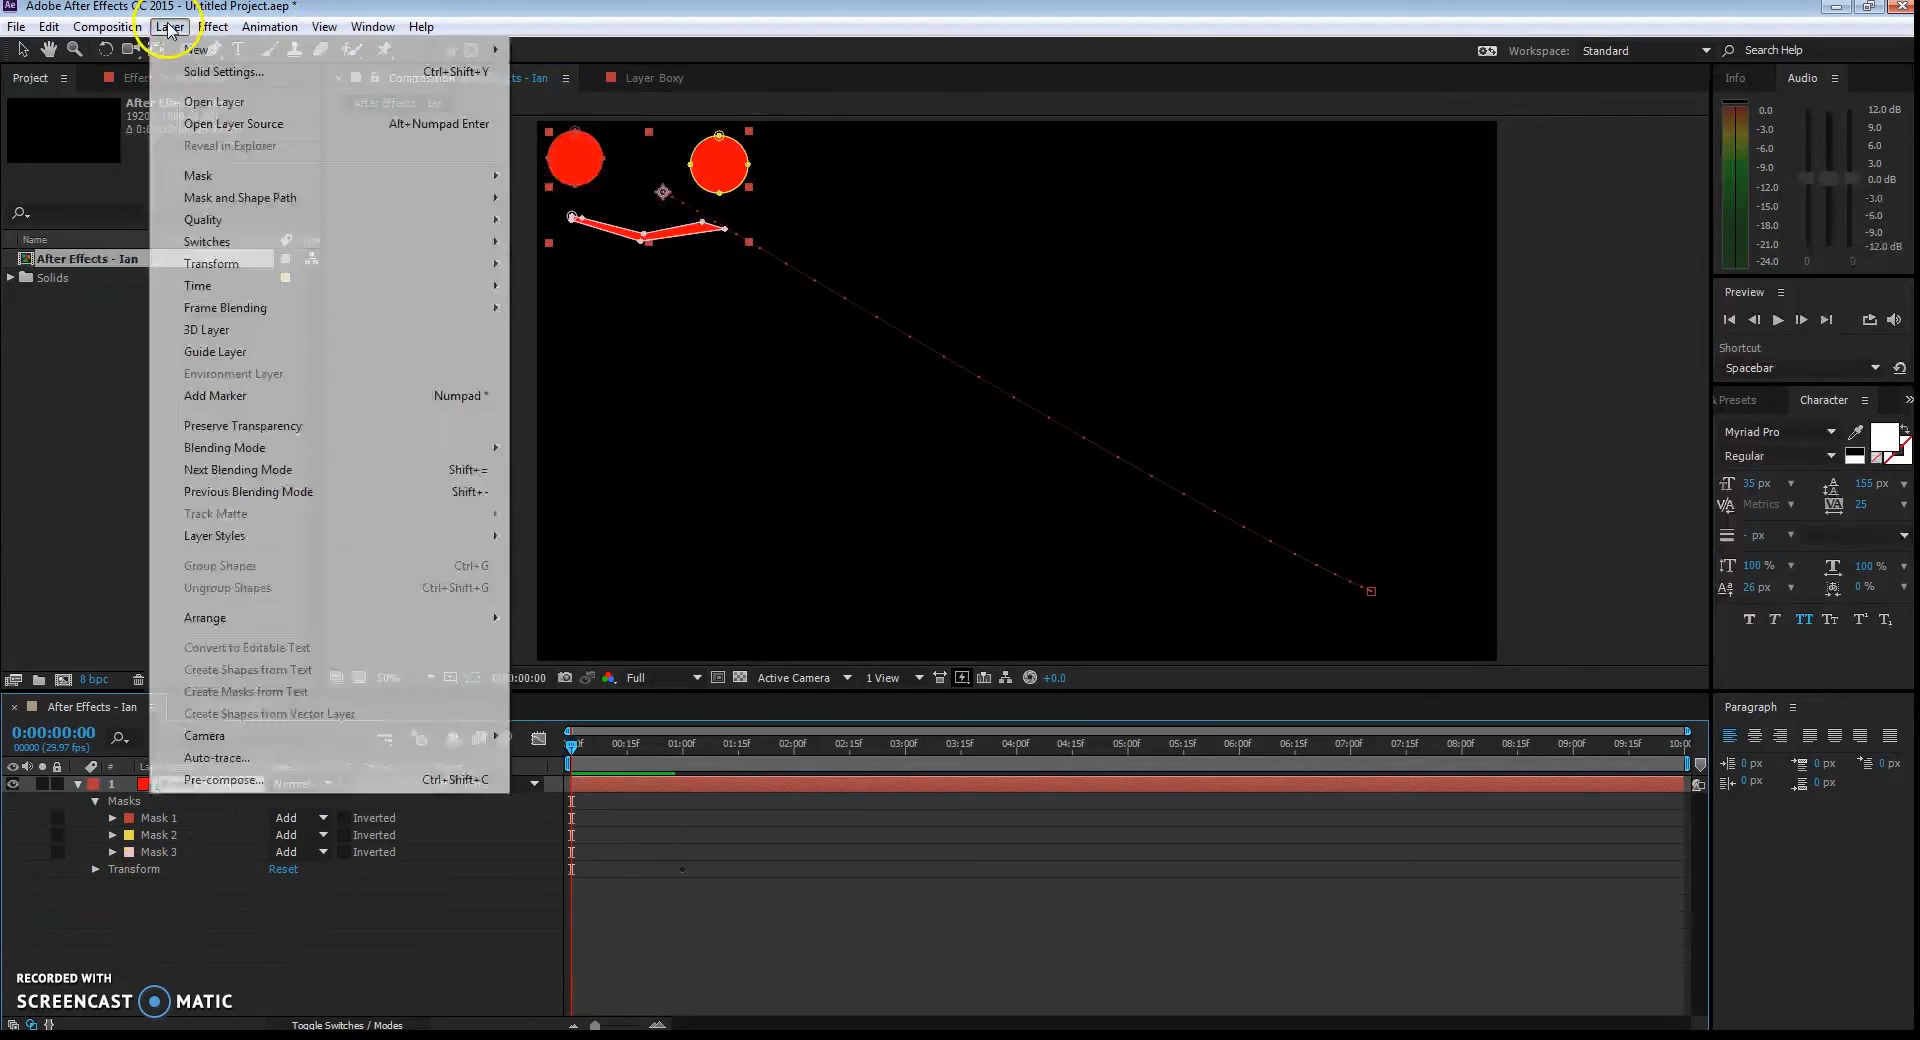 Adobe After Effects CC 2015 - Untitled Project.aep *
File Edit Composition Layer Effect Animation View Window Help
Workspace: Standard Search Help
Project
Composition
Layer Boxy
Info Audio
New
Solid Settings... Ctrl+Shift+Y
Open Layer
After Effects - Ian
Open Layer Source Alt+Numpad Enter
Reveal in Explorer
Mask
Mask and Shape Path
Quality
Switches
Transform
Time
Frame Blending
3D Layer
Guide Layer
Environment Layer
Add Marker Numpad *
Preserve Transparency
Blending Mode
Next Blending Mode Shift+=
Previous Blending Mode Shift+-
Track Matte
Layer Styles
Group Shapes Ctrl+G
Ungroup Shapes Ctrl+Shift+G
Arrange
Convert to Editable Text
Create Shapes from Text
Create Masks from Text
Create Shapes from Vector Layer
Camera
Auto-trace...
Pre-compose... Ctrl+Shift+C
Name
After Effects - Ian
Solids
8 bpc
50% 0:00:00:00 Full Active Camera 1 View +0.0
0.0
-3.0
-6.0
-9.0
-12.0
-15.0
-18.0
-21.0
-24.0
12.0 dB
9.0
6.0
3.0
0.0 dB
-3.0
-6.0
-9.0
-12.0 dB
0 0
Preview
Shortcut
Spacebar
& Presets Character
Myriad Pro
Regular
35 px 155 px
Metrics 25
- px
100 % 100 %
26 px 0 %
T T TT Tt T¹ T₁
Paragraph
0 px 0 px 0 px
0 px 0 px
After Effects - Ian
0:00:00:00
00000 (29.97 fps)
00:15f 01:00f 01:15f 02:00f 02:15f 03:00f 03:15f 04:00f 04:15f 05:00f 05:15f 06:00f 06:15f 07:00f 07:15f 08:00f 08:15f 09:00f 09:15f 10:00
#
1 Normal
Masks
Mask 1 Add Inverted
Mask 2 Add Inverted
Mask 3 Add Inverted
Transform Reset
RECORDED WITH
SCREENCAST MATIC
Toggle Switches / Modes